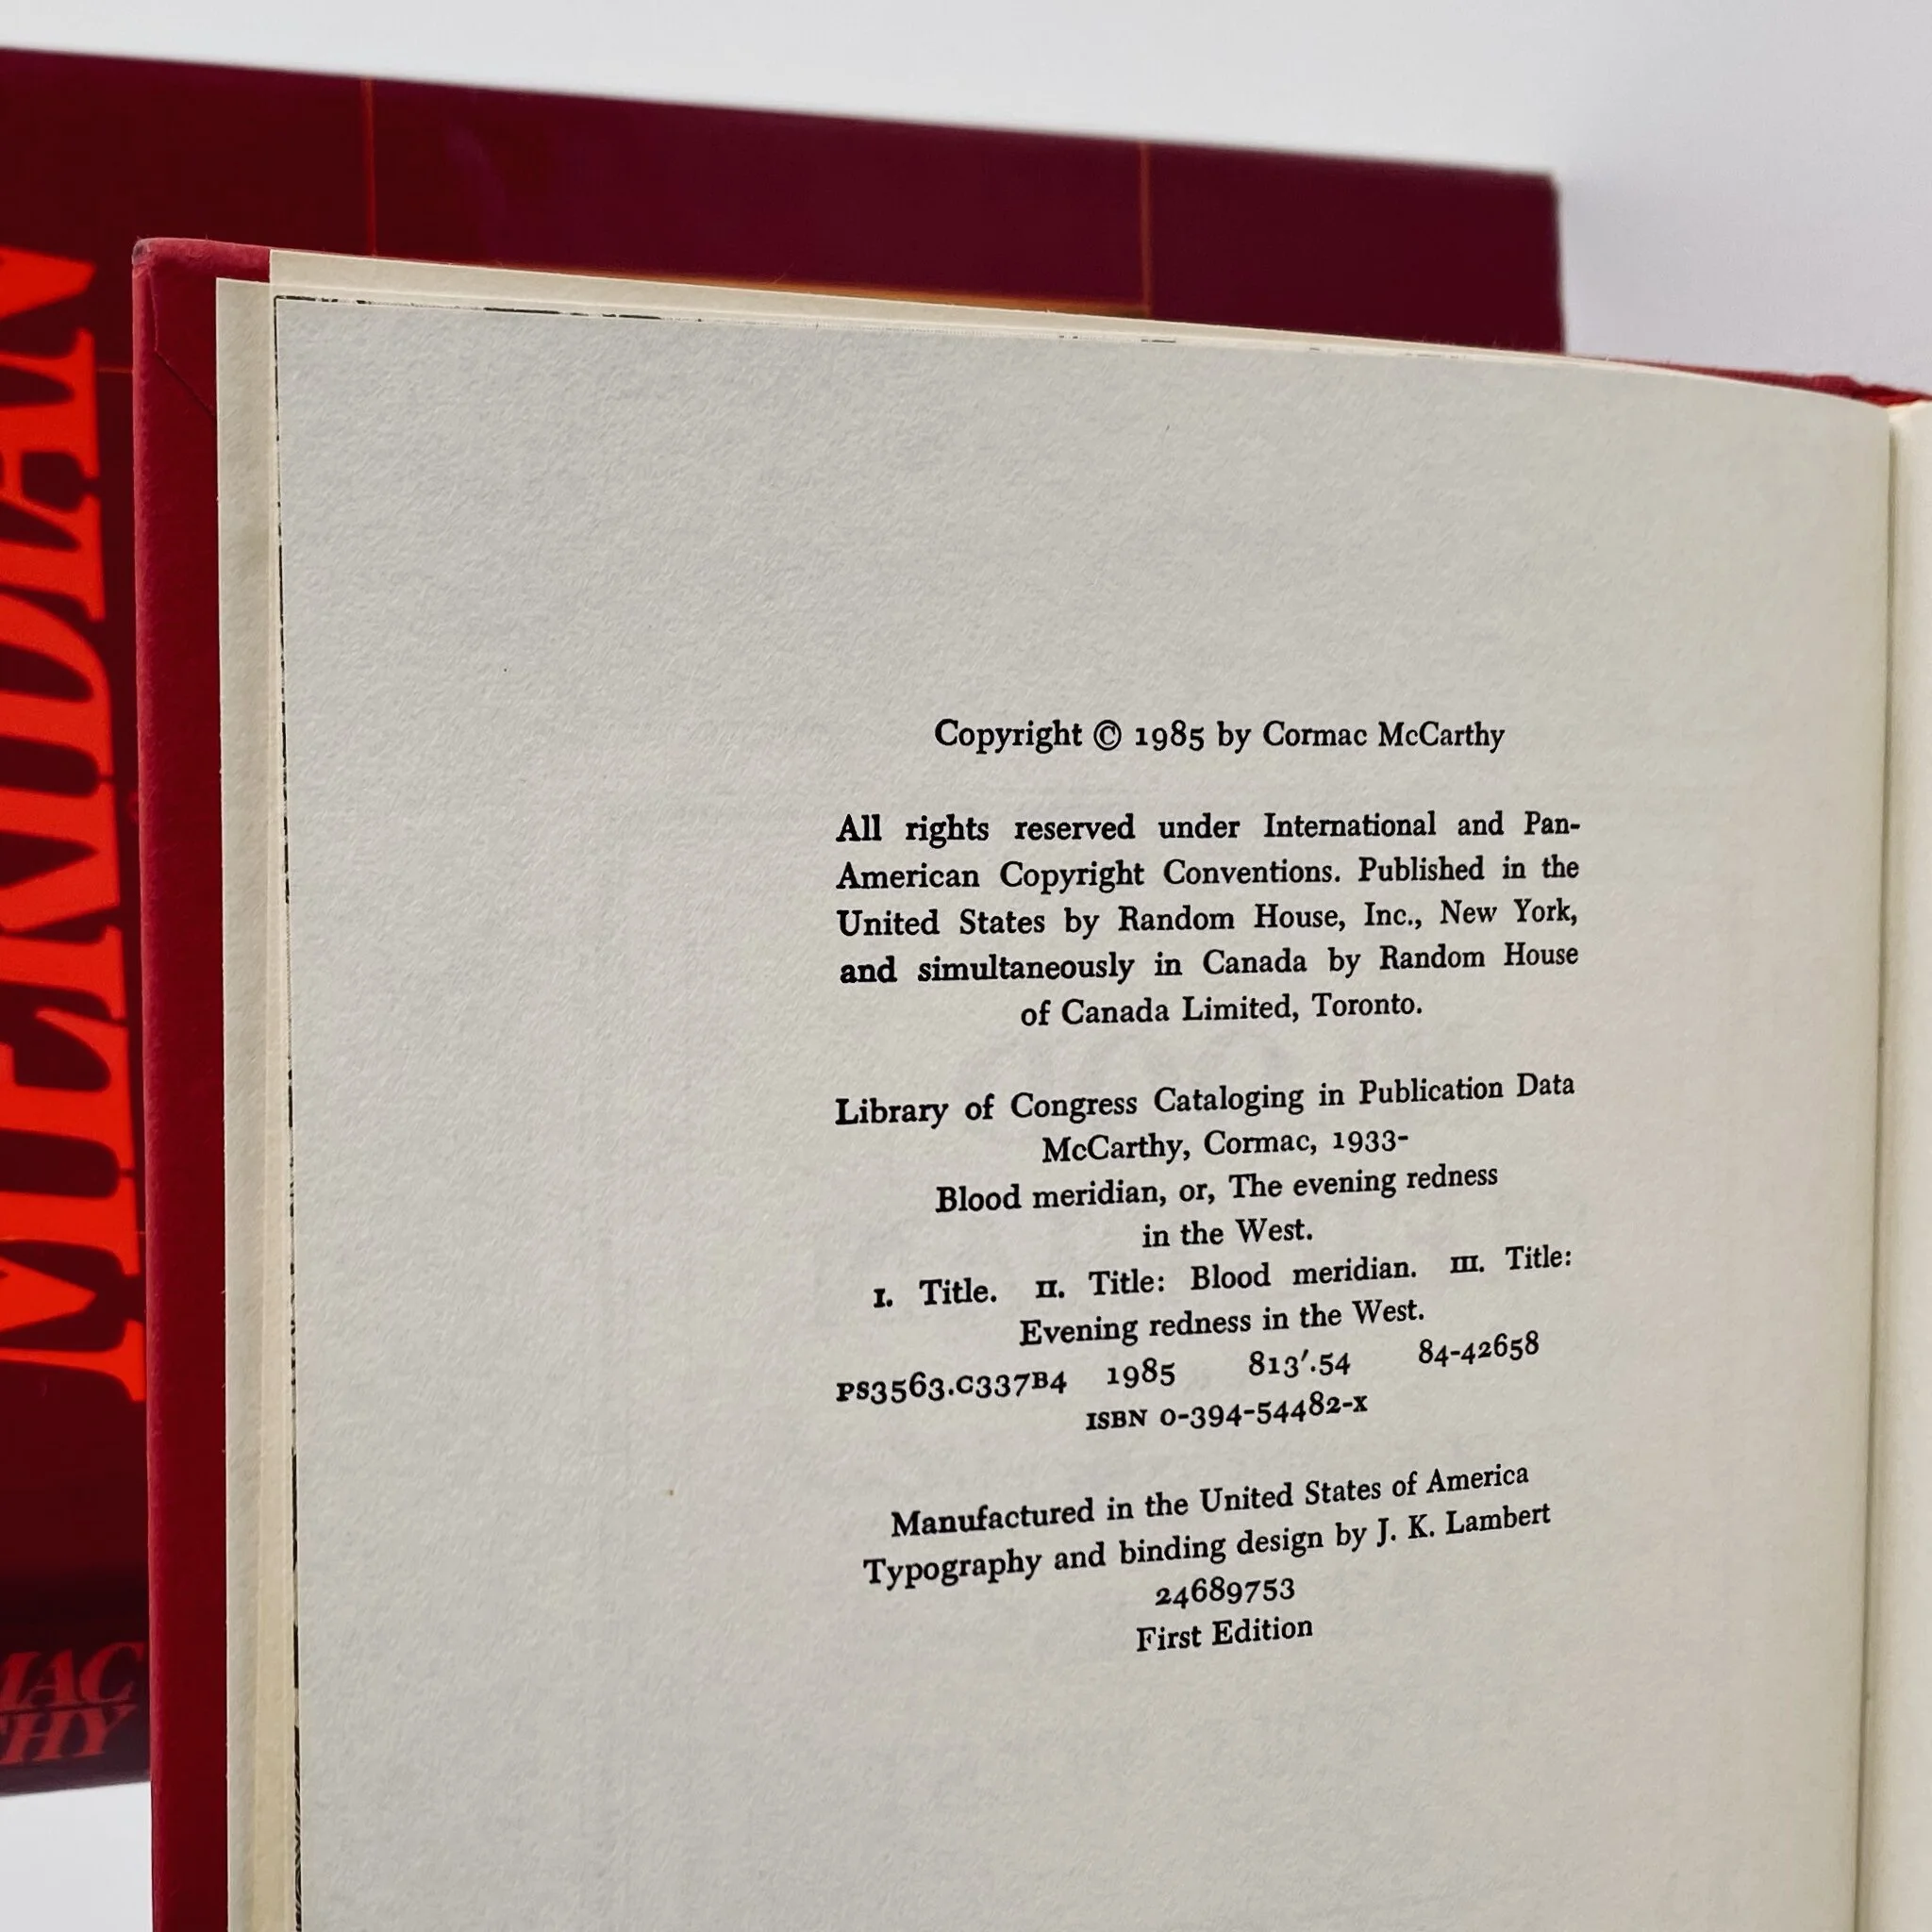 MERIDIAN
Copyright © 1985 by Cormac McCarthy
All rights reserved under International and Pan-
American Copyright Conventions. Published in the
United States by Random House, Inc., New York,
and simultaneously in Canada by Random House
of Canada Limited, Toronto.
Library of Congress Cataloging in Publication Data
McCarthy, Cormac, 1933-
Blood meridian, or, The evening redness
in the West.
I. Title. II. Title: Blood meridian. III. Title:
Evening redness in the West.
PS3563.C337B4 1985 813'.54 84-42658
ISBN 0-394-54482-X
Manufactured in the United States of America
Typography and binding design by J. K. Lambert
24689753
First Edition
MAC
THY